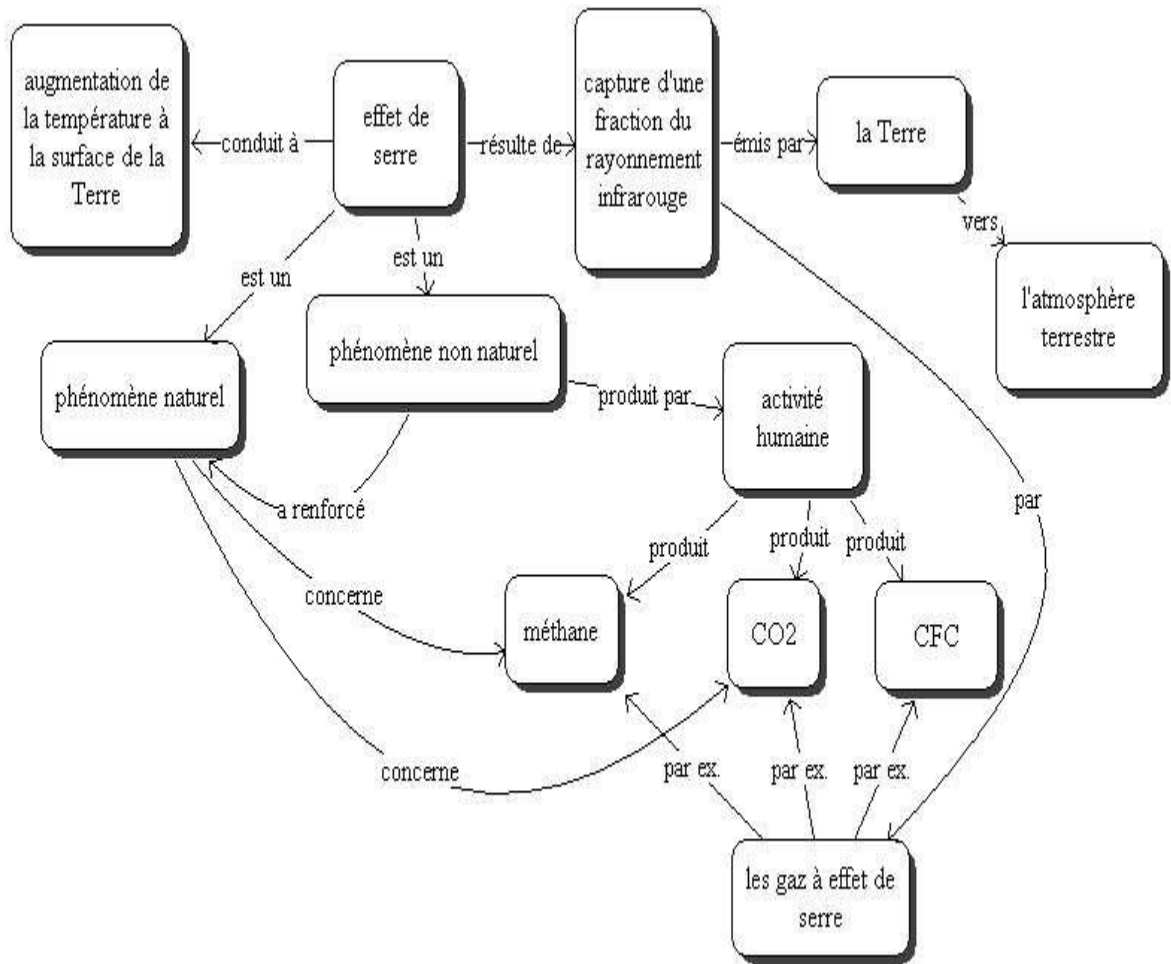 augmentation de
la température à
la surface de la
Terre
conduit à
effet de
serre
résulte de
capture d'une
fraction du
rayonnement
infrarouge
émis par
la Terre
vers
l'atmosphère
terrestre
est un
est un
phénomène naturel
phénomène non naturel
produit par
activité
humaine
a renforcé
par
produit
produit
produit
concerne
méthane
CO2
CFC
concerne
par ex.
par ex.
par ex.
les gaz à effet de
serre